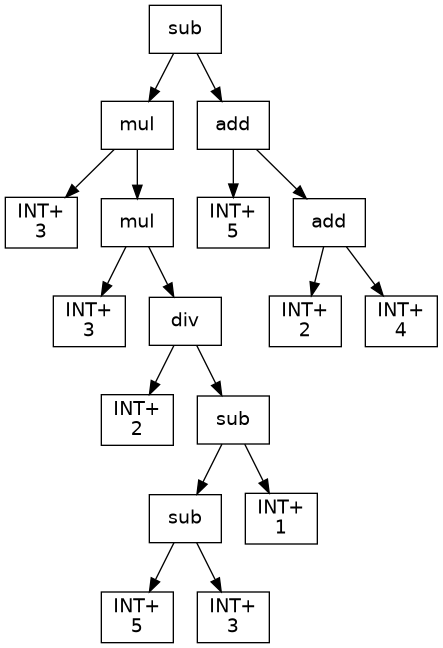 sub
mul
add
INT+
3
mul
INT+
5
add
INT+
3
div
INT+
2
INT+
4
INT+
2
sub
sub
INT+
1
INT+
5
INT+
3